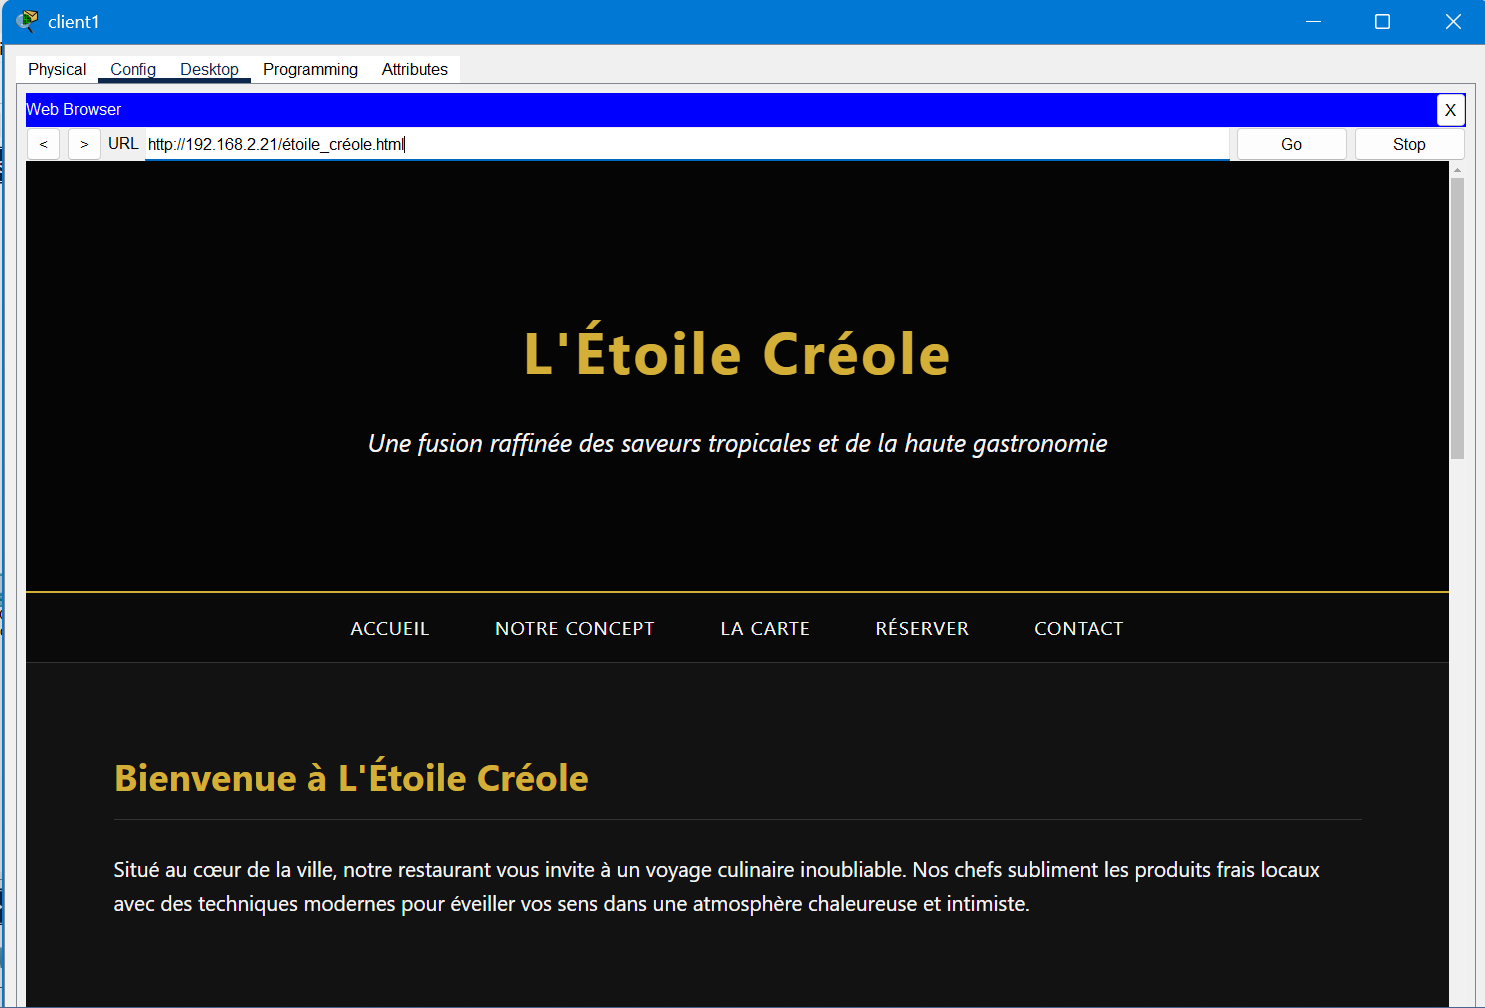 client1
Physical Config Desktop Programming Attributes
Web Browser X
< > URL http://192.168.2.21/étoile_créole.html Go Stop
L'Étoile Créole
Une fusion raffinée des saveurs tropicales et de la haute gastronomie
ACCUEIL NOTRE CONCEPT LA CARTE RÉSERVER CONTACT
Bienvenue à L'Étoile Créole
Situé au cœur de la ville, notre restaurant vous invite à un voyage culinaire inoubliable. Nos chefs subliment les produits frais locaux
avec des techniques modernes pour éveiller vos sens dans une atmosphère chaleureuse et intimiste.